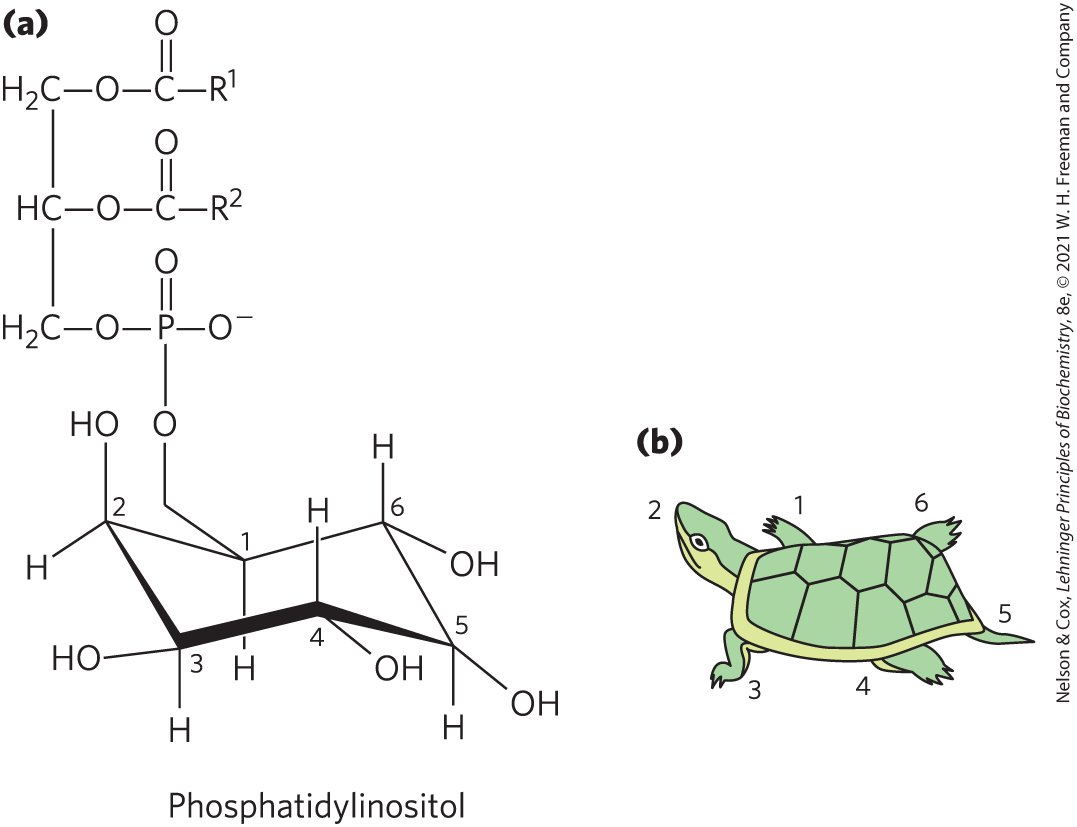 (a)
O
H₂C—O—C—R¹
O
HC—O—C—R²
O
H₂C—O—P—O⁻
HO O
H
2 H 6
1
H OH
5
HO 3 H 4 OH
OH
H H
Phosphatidylinositol
(b)
2 1 6
5
3 4
Nelson & Cox, Lehninger Principles of Biochemistry, 8e, © 2021 W. H. Freeman and Company